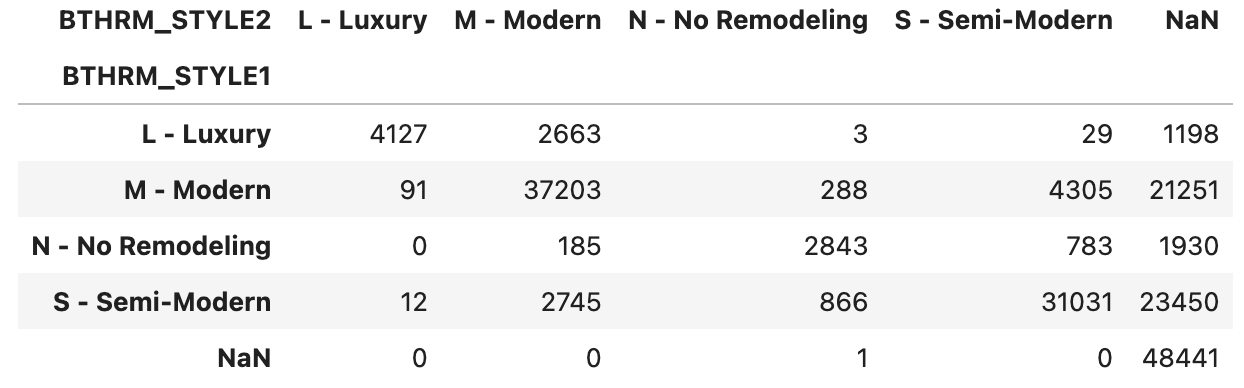 BTHRM_STYLE2 L - Luxury M - Modern N - No Remodeling S - Semi-Modern NaN
BTHRM_STYLE1
L - Luxury 4127 2663 3 29 1198
M - Modern 91 37203 288 4305 21251
N - No Remodeling 0 185 2843 783 1930
S - Semi-Modern 12 2745 866 31031 23450
NaN 0 0 1 0 48441